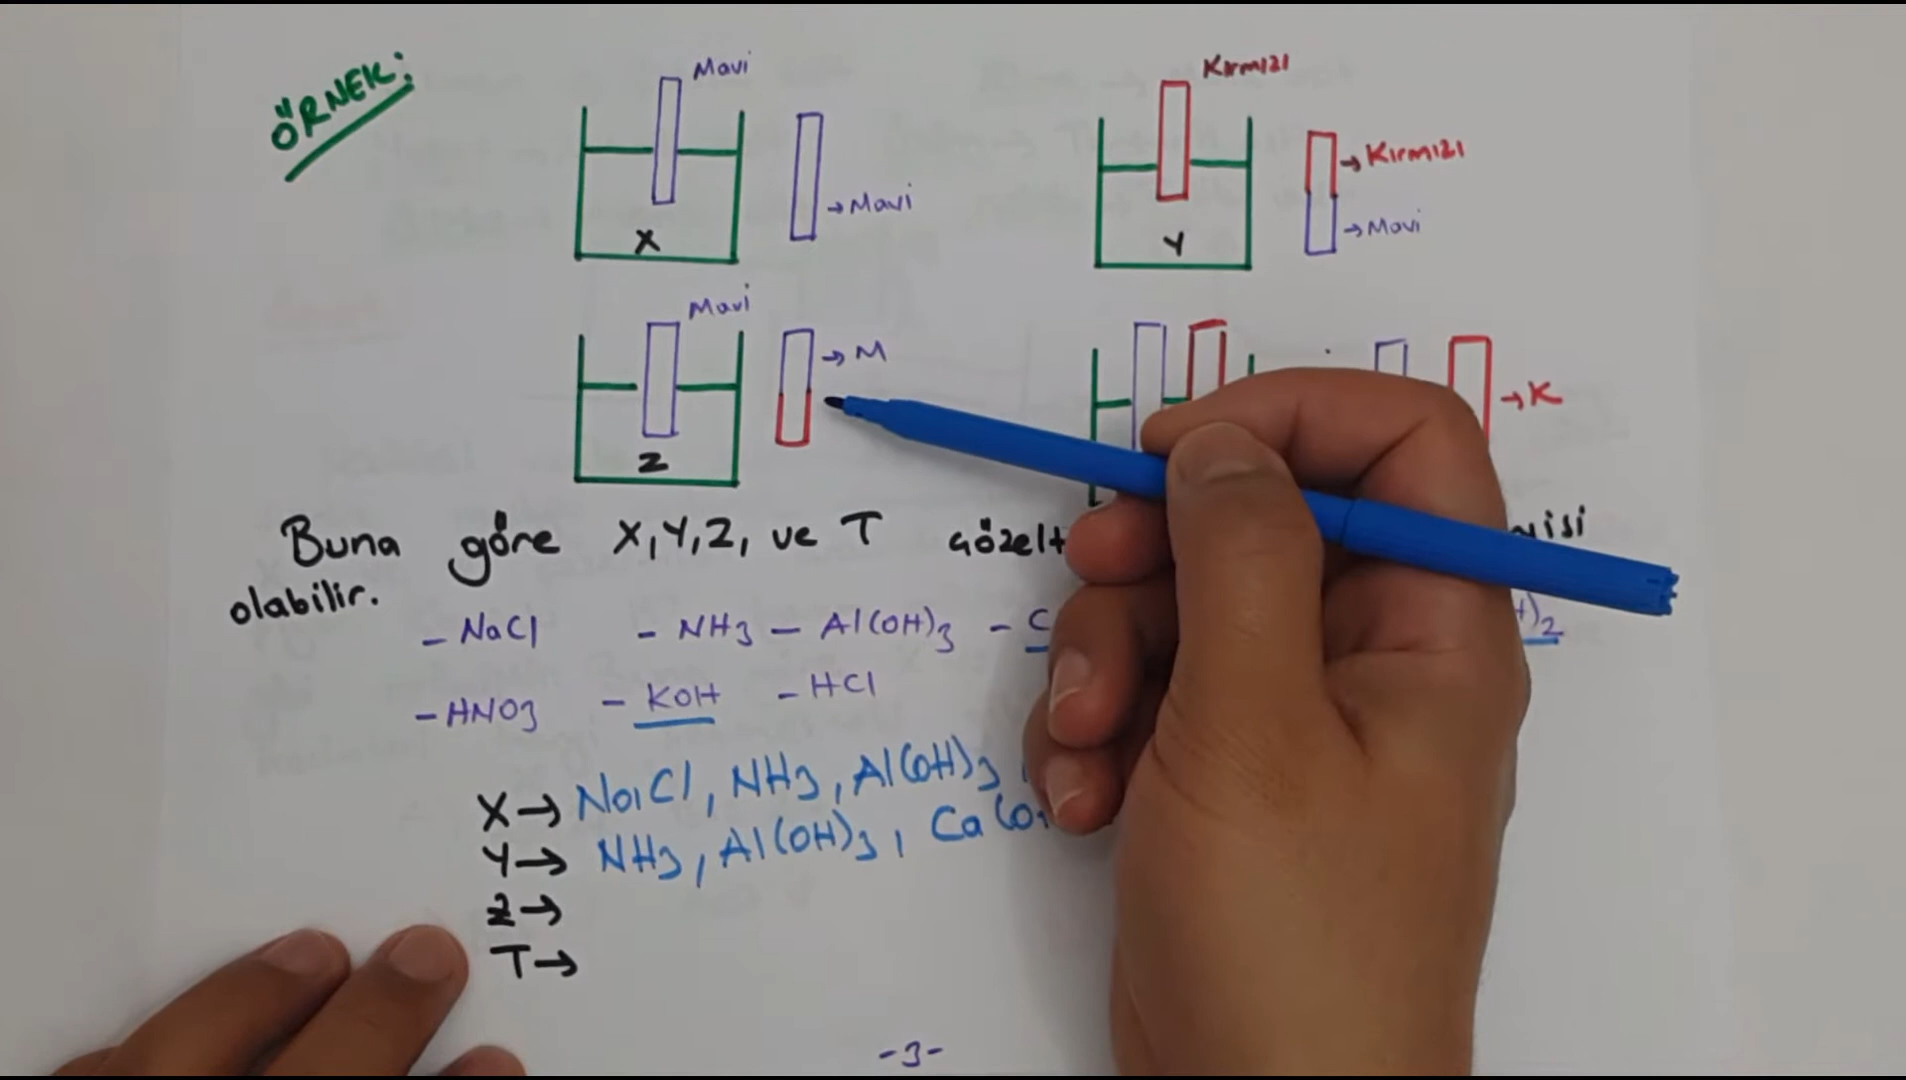 ÖRNEK:
Mavi
→Mavi
X
Kırmızı
→Kırmızı
→Mavi
Y
Mavi
→M
Z
→K
Buna göre X,Y,Z, ve T
olabilir.
- NaCl - NH3 - Al(OH)3 -
- HNO3 - KOH - HCl
X→ NaCl, NH3, Al(OH)3
Y→ NH3, Al(OH)3, Ca(O
Z→
T→
-3-